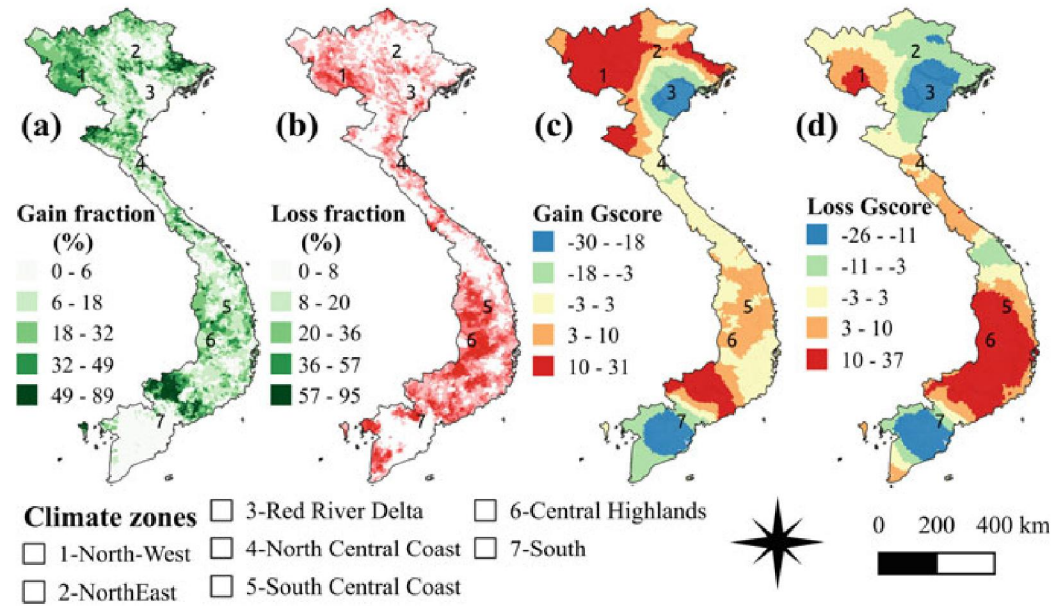 1
2
3
4
5
6
7
(a)
Gain fraction
(%)
0 - 6
6 - 18
18 - 32
32 - 49
49 - 89
1
2
3
4
5
6
7
(b)
Loss fraction
(%)
0 - 8
8 - 20
20 - 36
36 - 57
57 - 95
1
2
3
4
5
6
7
(c)
Gain Gscore
-30 - -18
-18 - -3
-3 - 3
3 - 10
10 - 31
1
2
3
4
5
6
7
(d)
Loss Gscore
-26 - -11
-11 - -3
-3 - 3
3 - 10
10 - 37
Climate zones
1-North-West
2-NorthEast
3-Red River Delta
4-North Central Coast
5-South Central Coast
6-Central Highlands
7-South
0 200 400 km